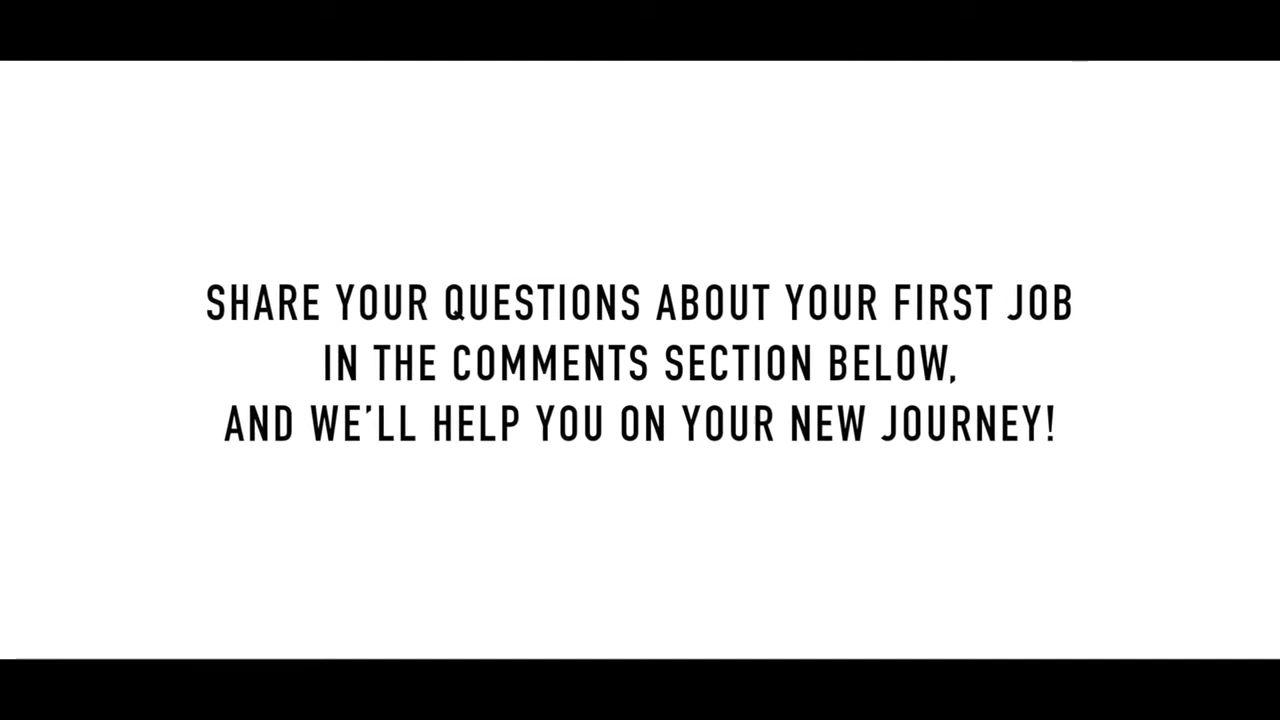 SHARE YOUR QUESTIONS ABOUT YOUR FIRST JOB
IN THE COMMENTS SECTION BELOW,
AND WE’LL HELP YOU ON YOUR NEW JOURNEY!